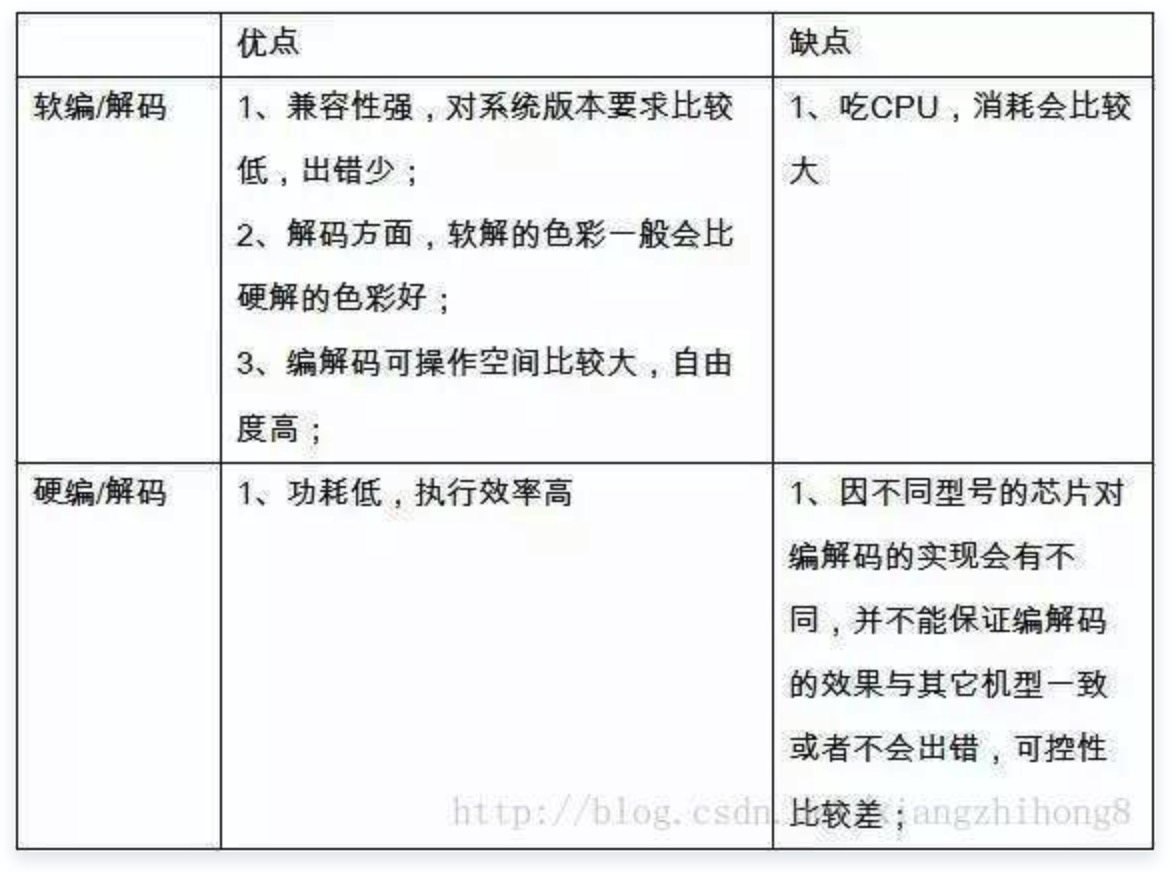 优点
缺点
软编/解码
1、兼容性强，对系统版本要求比较
低，出错少；
2、解码方面，软解的色彩一般会比
硬解的色彩好；
3、编解码可操作空间比较大，自由
度高；
1、吃CPU，消耗会比较
大
硬编/解码
1、功耗低，执行效率高
1、因不同型号的芯片对
编解码的实现会有不
同，并不能保证编解码
的效果与其它机型一致
或者不会出错，可控性
比较差；
http://blog.csdn.